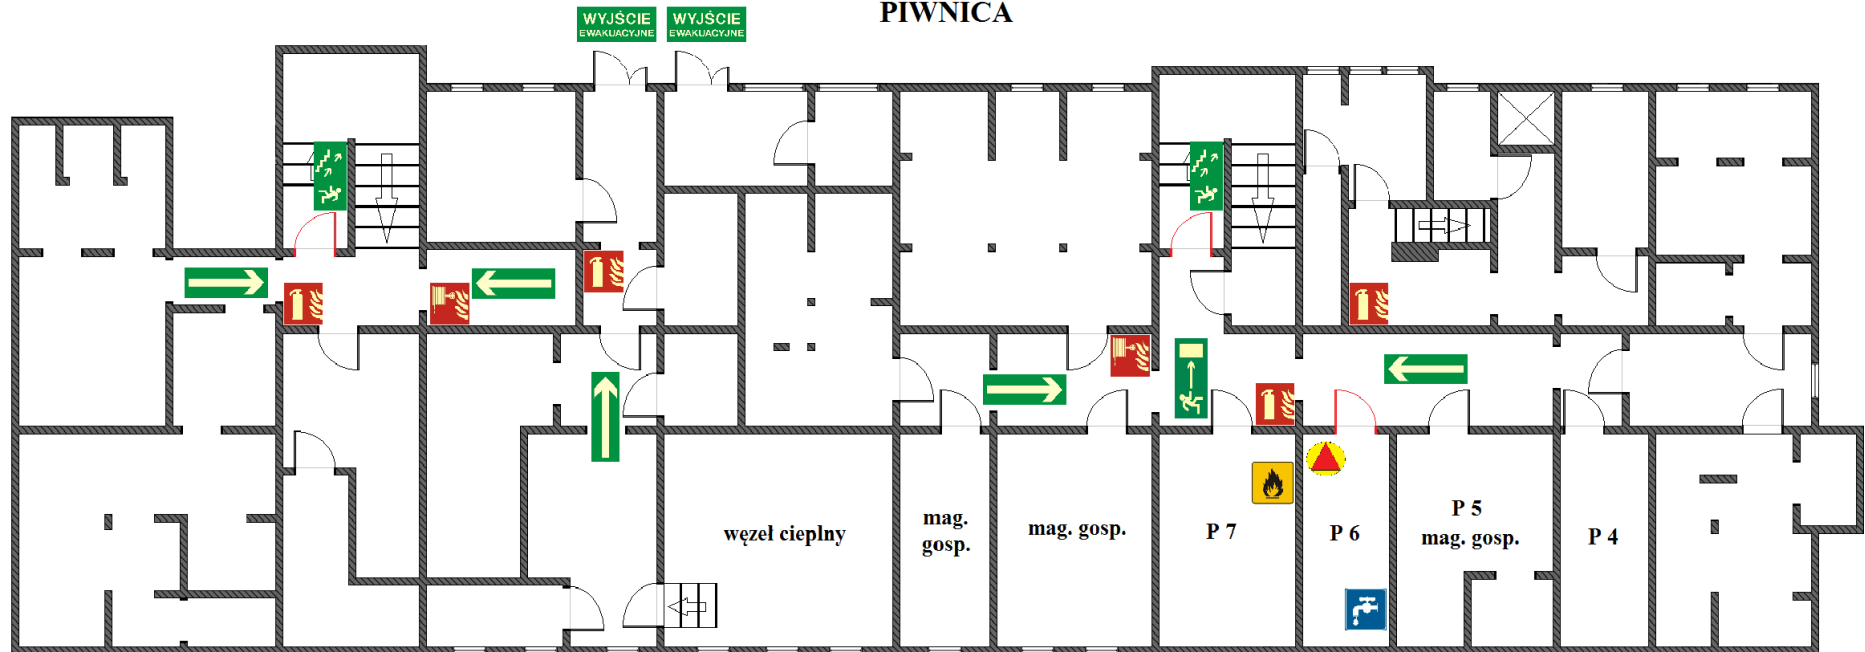 PIWNICA
WYJŚCIE
EWAKUACYJNE
WYJŚCIE
EWAKUACYJNE
węzeł cieplny
mag.
gosp.
mag. gosp.
P 7
P 6
P 5
mag. gosp.
P 4